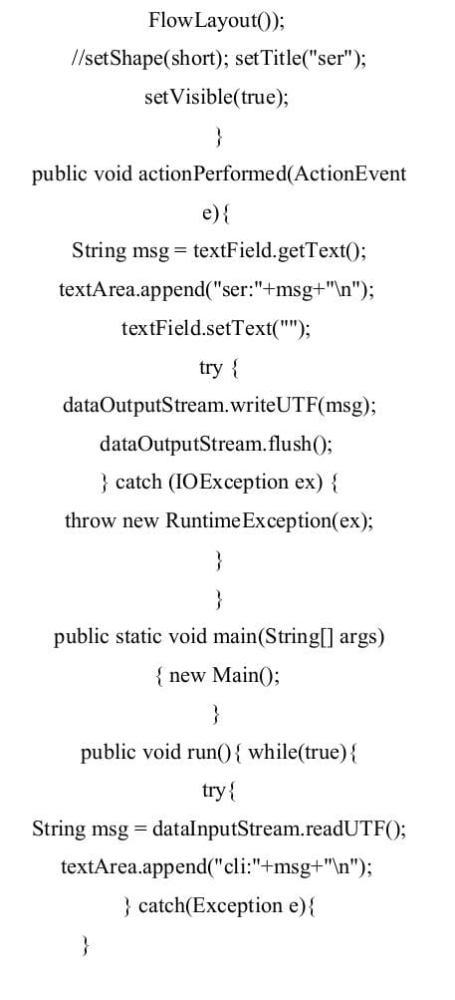 FlowLayout());
//setShape(short); setTitle("ser");
setVisible(true);
}
public void actionPerformed(ActionEvent
e){
String msg = textField.getText();
textArea.append("ser:"+msg+"\n");
textField.setText("");
try {
dataOutputStream.writeUTF(msg);
dataOutputStream.flush();
} catch (IOException ex) {
throw new RuntimeException(ex);
}
}
public static void main(String[] args)
{ new Main();
}
public void run(){ while(true){
try{
String msg = dataInputStream.readUTF();
textArea.append("cli:"+msg+"\n");
} catch(Exception e){
}